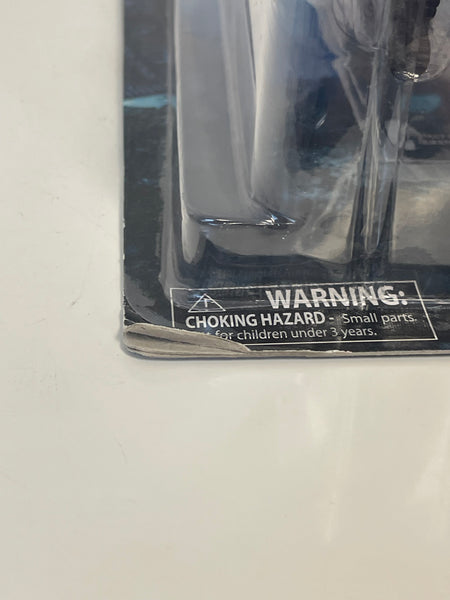 WARNING:
CHOKING HAZARD - Small parts.
for children under 3 years.